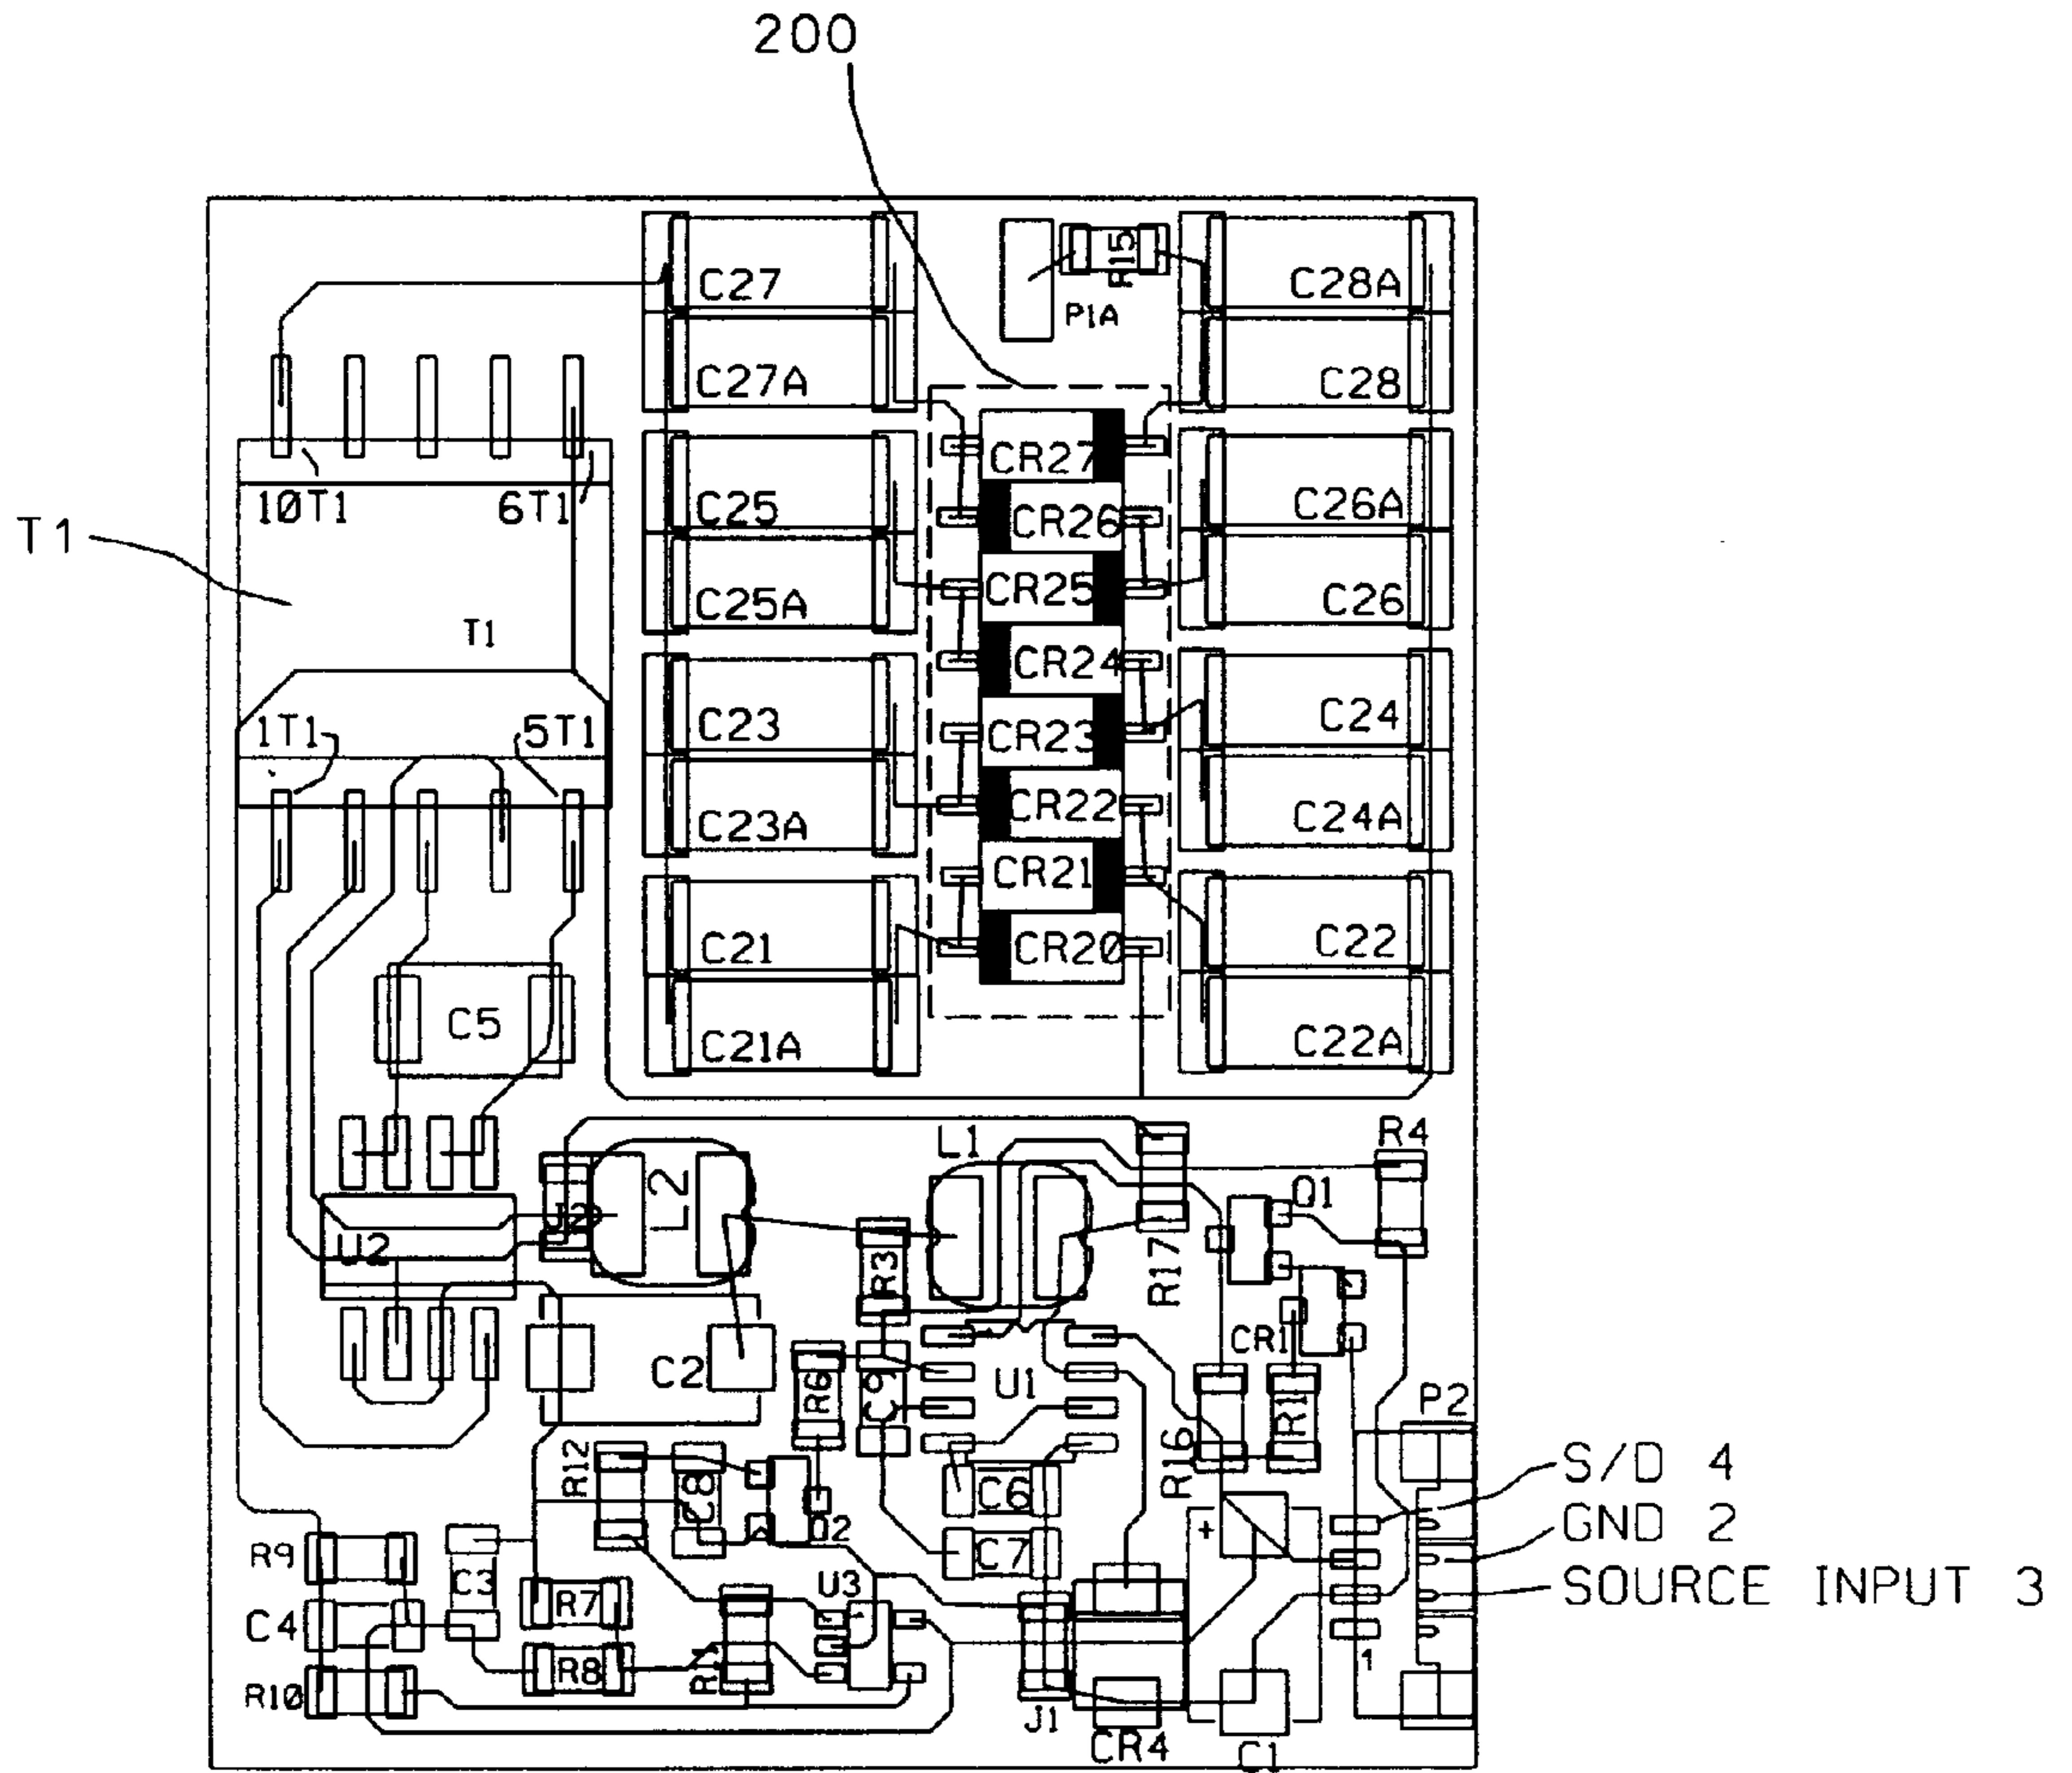 200
C27
R15
C28A
P1A
C27A
C28
CR27
10T1
6T1
C25
C26A
T1
CR26
CR25
C25A
C26
T1
CR24
1T1
5T1
C23
CR23
C24
CR22
C23A
C24A
CR21
C21
CR20
C22
C5
C21A
C22A
L1
R4
J2
L2
Q1
U2
R3
R17
CR1
C2
R6
C9
U1
R1
P2
R12
R16
S/D 4
C8
C6
+
GND 2
Q2
R9
C3
C7
U3
SOURCE INPUT 3
R7
C4
1
R8
R10
J1
CR4
C1